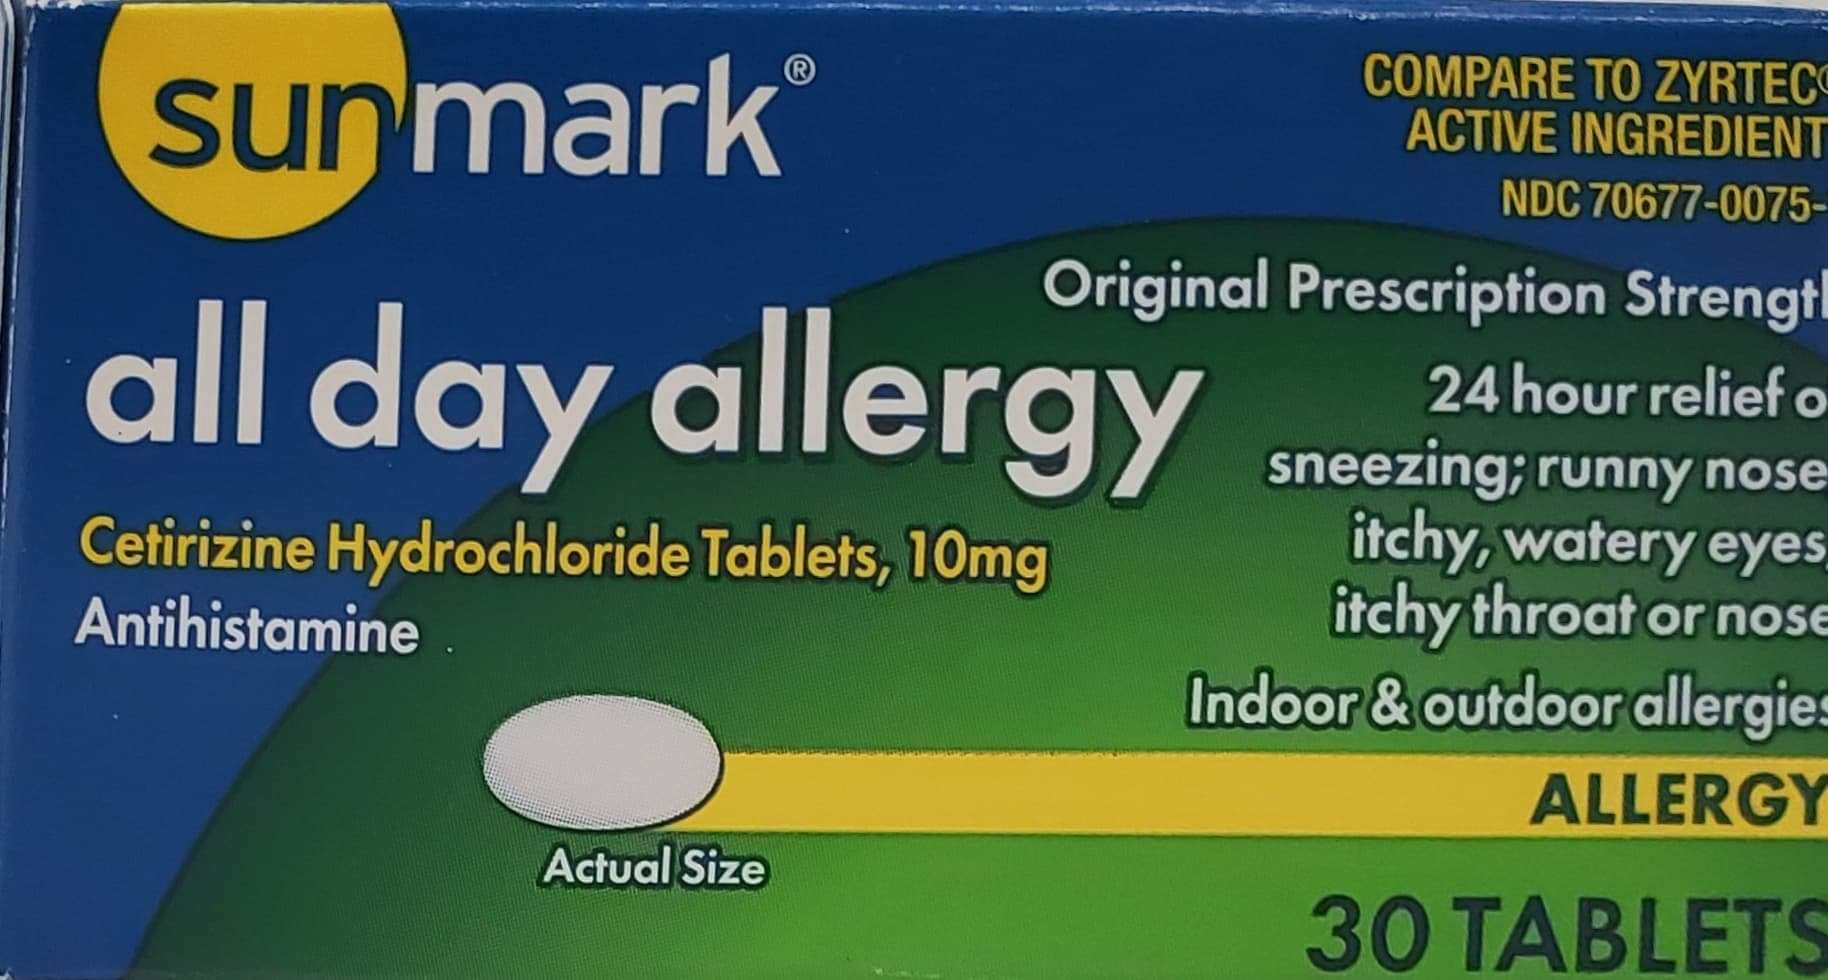 sunmark®
COMPARE TO ZYRTEC®
ACTIVE INGREDIENT
NDC 70677-0075-
Original Prescription Strengt
all day allergy
24 hour relief o
sneezing; runny nose
itchy, watery eyes,
itchy throat or nose
Cetirizine Hydrochloride Tablets, 10mg
Antihistamine
Indoor & outdoor allergies
ALLERGY
Actual Size
30 TABLETS